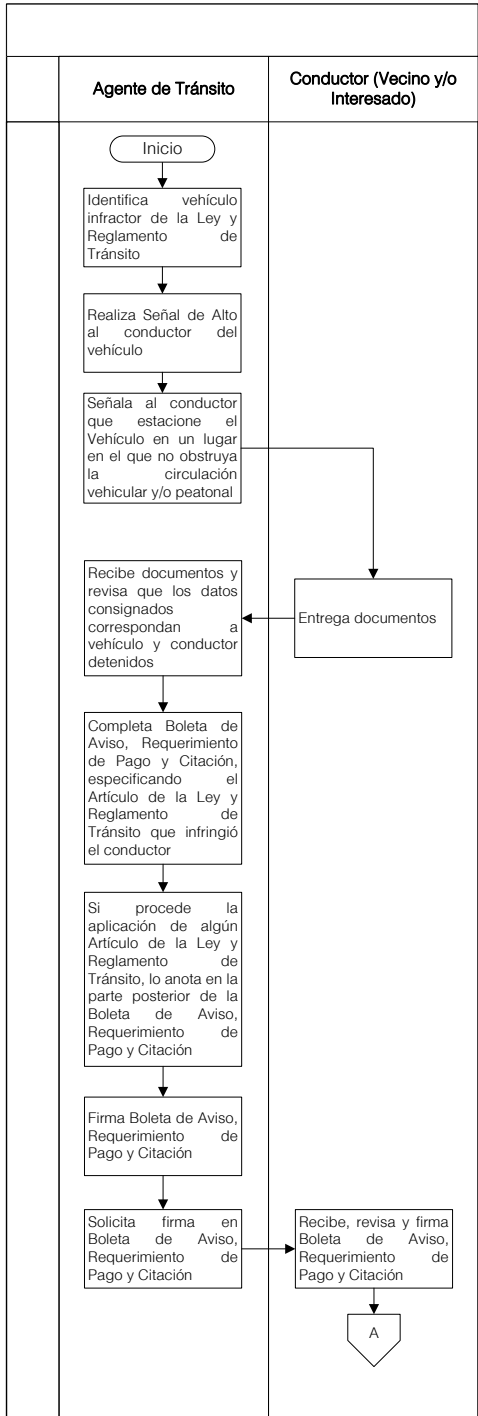 Agente de Tránsito
Conductor (Vecino y/o
Interesado)
Inicio
Identifica vehículo
infractor de la Ley y
Reglamento de
Tránsito
Realiza Señal de Alto
al conductor del
vehículo
Señala al conductor
que estacione el
Vehículo en un lugar
en el que no obstruya
la circulación
vehicular y/o peatonal
Entrega documentos
Recibe documentos y
revisa que los datos
consignados
correspondan a
vehículo y conductor
detenidos
Completa Boleta de
Aviso, Requerimiento
de Pago y Citación,
especificando el
Artículo de la Ley y
Reglamento de
Tránsito que infringió
el conductor
Si procede la
aplicación de algún
Artículo de la Ley y
Reglamento de
Tránsito, lo anota en la
parte posterior de la
Boleta de Aviso,
Requerimiento de
Pago y Citación
Firma Boleta de Aviso,
Requerimiento de
Pago y Citación
Solicita firma en
Boleta de Aviso,
Requerimiento de
Pago y Citación
Recibe, revisa y firma
Boleta de Aviso,
Requerimiento de
Pago y Citación
A